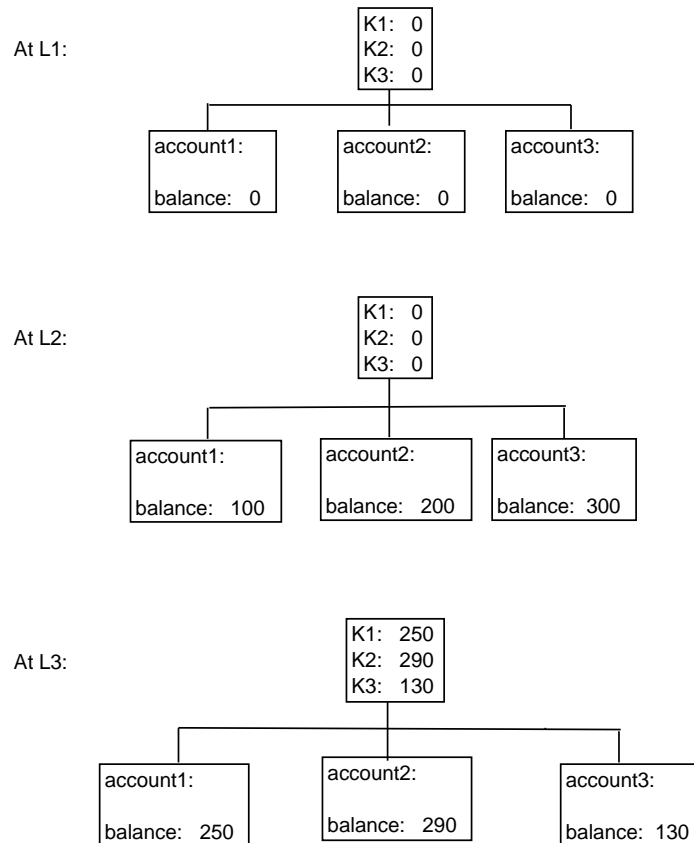 K1: 0
At L1:
K2: 0
K3: 0
account1:
account2:
account3:
balance: 0
balance: 0
balance: 0
K1: 0
At L2:
K2: 0
K3: 0
account1:
account2:
account3:
balance: 100
balance: 200
balance: 300
K1: 250
At L3:
K2: 290
K3: 130
account1:
account2:
account3:
balance: 250
balance: 290
balance: 130